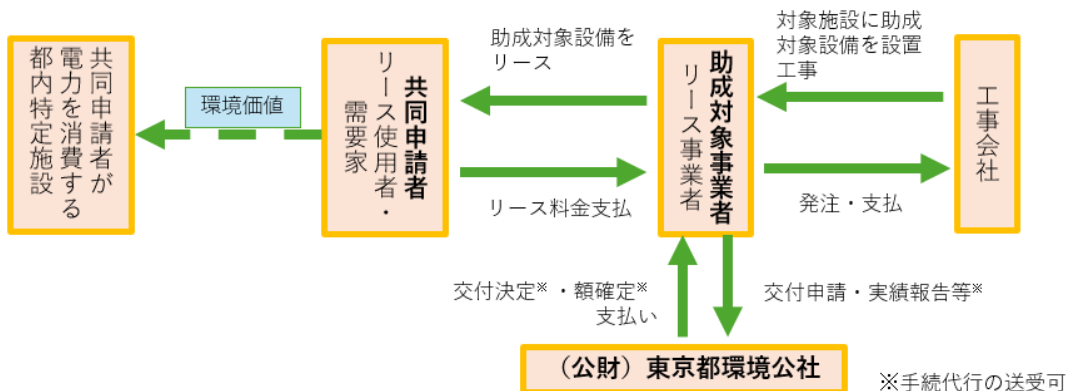 共同申請者が
電力を消費する
都内特定施設
環境価値
共同申請者
リース使用者・
需要家
助成対象設備を
リース
リース料金支払
助成対象事業者
リース事業者
対象施設に助成
対象設備を設置
工事
発注・支払
工事会社
交付決定※・額確定※
支払い
交付申請・実績報告等※
（公財）東京都環境公社
※手続代行の送受可